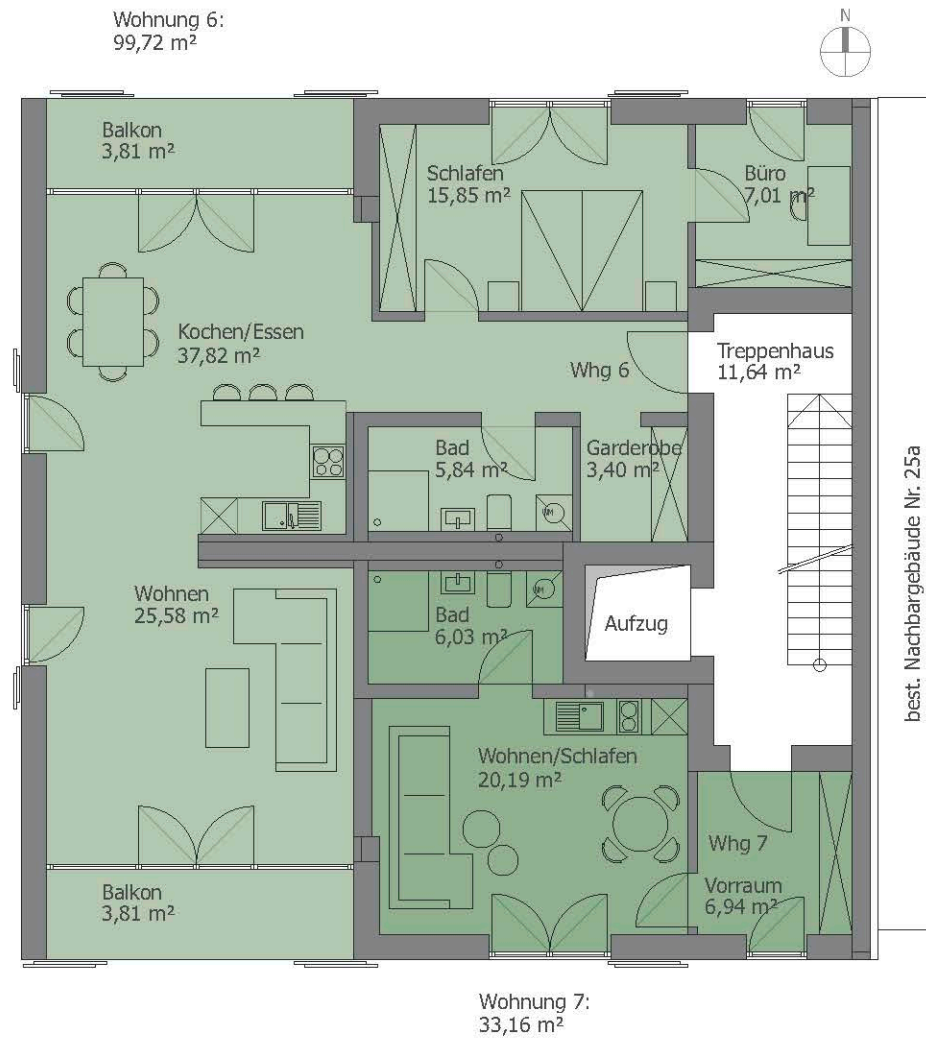 Wohnung 6:
99,72 m²
N
Balkon
3,81 m²
Schlafen
15,85 m²
Büro
7,01 m²
Kochen/Essen
37,82 m²
Whg 6
Treppenhaus
11,64 m²
Bad
5,84 m²
Garderobe
3,40 m²
WM
best. Nachbargebäude Nr. 25a
Wohnen
25,58 m²
Bad
6,03 m²
WM
Aufzug
Wohnen/Schlafen
20,19 m²
Whg 7
Vorraum
6,94 m²
Balkon
3,81 m²
Wohnung 7:
33,16 m²